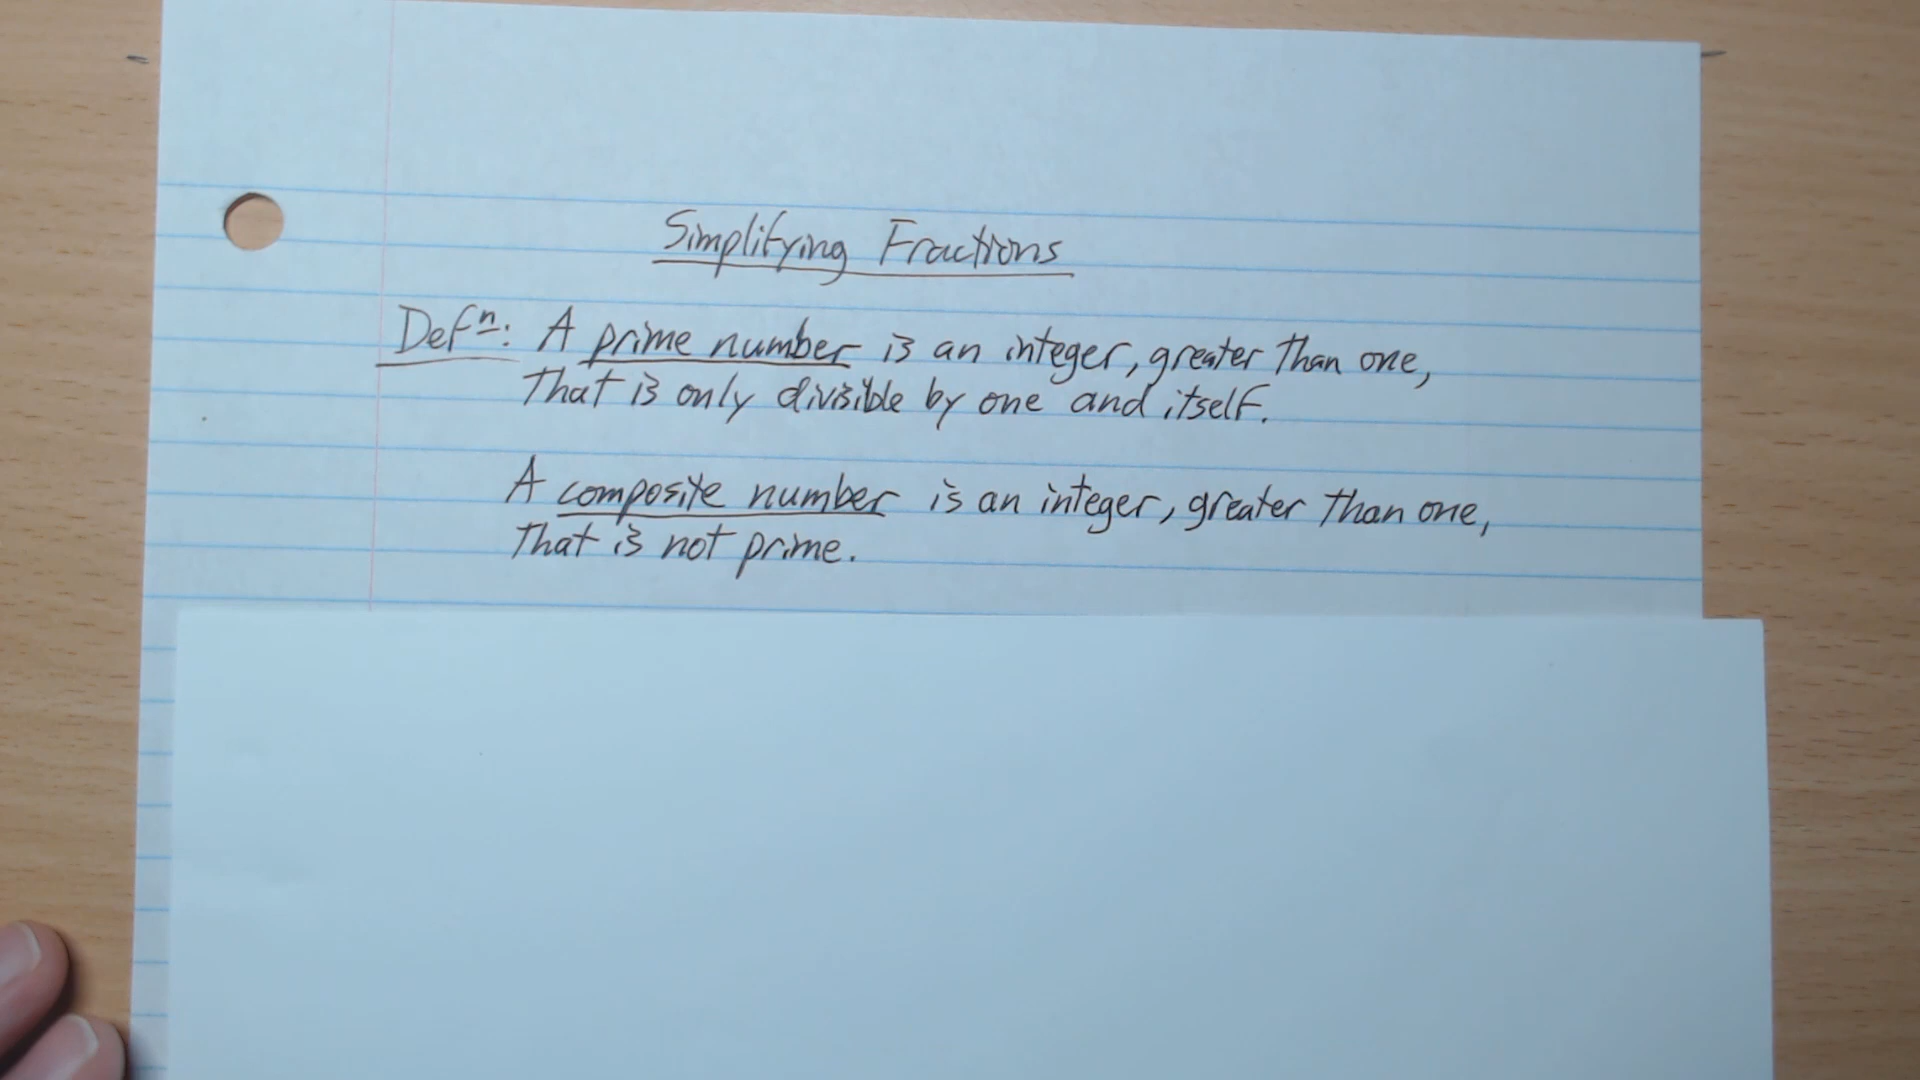 Simplifying Fractions
Defⁿ: A prime number is an integer, greater than one,
that is only divisible by one and itself.
A composite number is an integer, greater than one,
that is not prime.